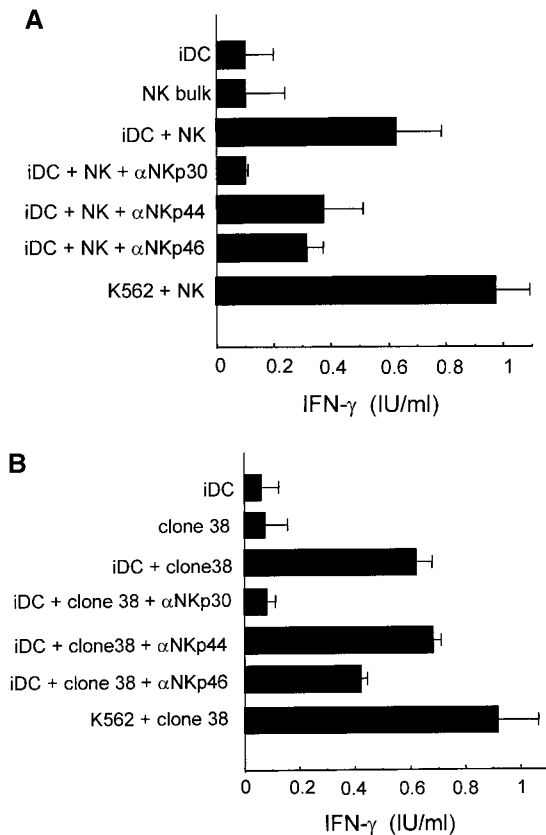 A
iDC
NK bulk
iDC + NK
iDC + NK + αNKp30
iDC + NK + αNKp44
iDC + NK + αNKp46
K562 + NK
0 0.2 0.4 0.6 0.8 1
IFN-γ (IU/ml)
B
iDC
clone 38
iDC + clone38
iDC + clone 38 + αNKp30
iDC + clone38 + αNKp44
iDC + clone 38 + αNKp46
K562 + clone 38
0 0.2 0.4 0.6 0.8 1
IFN-γ (IU/ml)